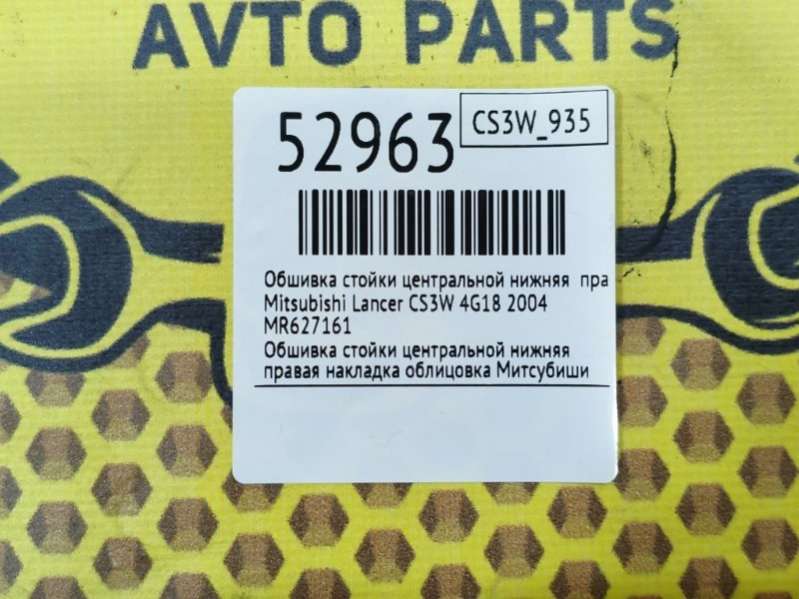 AVTO PARTS
52963
CS3W_935
Обшивка стойки центральной нижняя пра
Mitsubishi Lancer CS3W 4G18 2004
MR627161
Обшивка стойки центральной нижняя
правая накладка облицовка Митсубиши